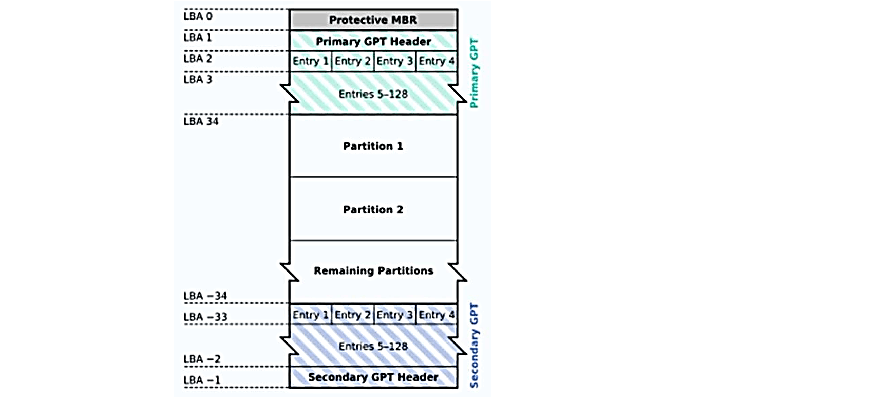 LBA 0
Protective MBR
LBA 1
Primary GPT Header
LBA 2
Entry 1 Entry 2 Entry 3 Entry 4
LBA 3
Entries 5–128
Primary GPT
LBA 34
Partition 1
Partition 2
Remaining Partitions
LBA −34
LBA −33
Entry 1 Entry 2 Entry 3 Entry 4
Entries 5–128
LBA −2
LBA −1
Secondary GPT Header
Secondary GPT